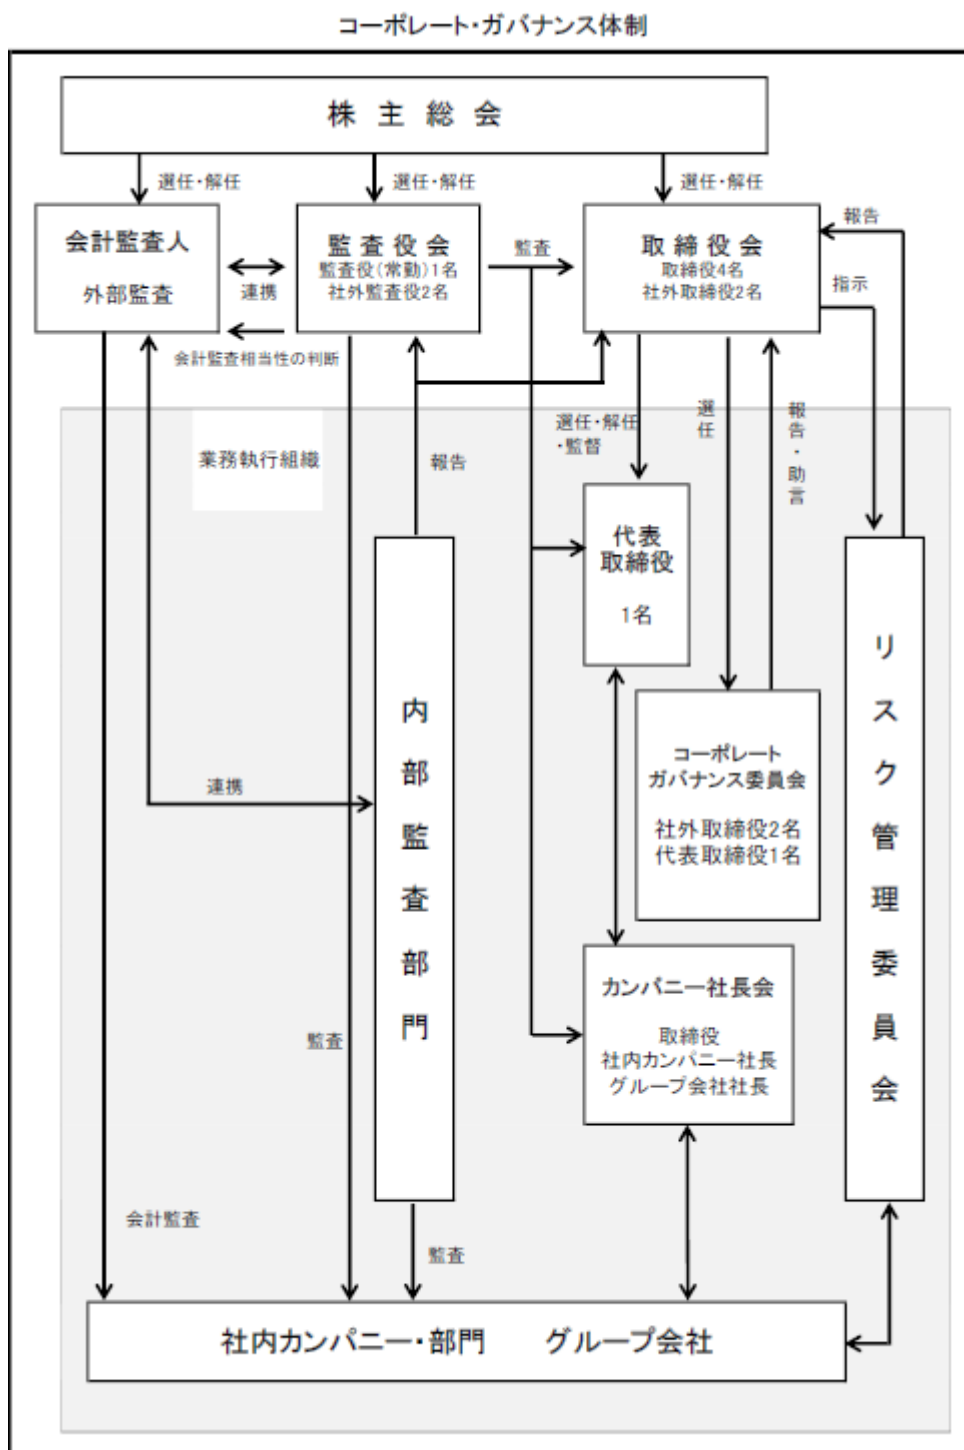 コーポレート・ガバナンス体制
株主総会
選任・解任
選任・解任
選任・解任
会計監査人
外部監査
連携
監査役会
監査役(常勤)1名
社外監査役2名
監査
取締役会
取締役4名
社外取締役2名
報告
指示
会計監査相当性の判断
業務執行組織
報告
選任・解任
・監督
選任
報告・助言
代表
取締役
1名
内部監査部門
連携
コーポレート
ガバナンス委員会
社外取締役2名
代表取締役1名
リスク管理委員会
カンパニー社長会
取締役
社内カンパニー社長
グループ会社社長
監査
会計監査
監査
社内カンパニー・部門 グループ会社